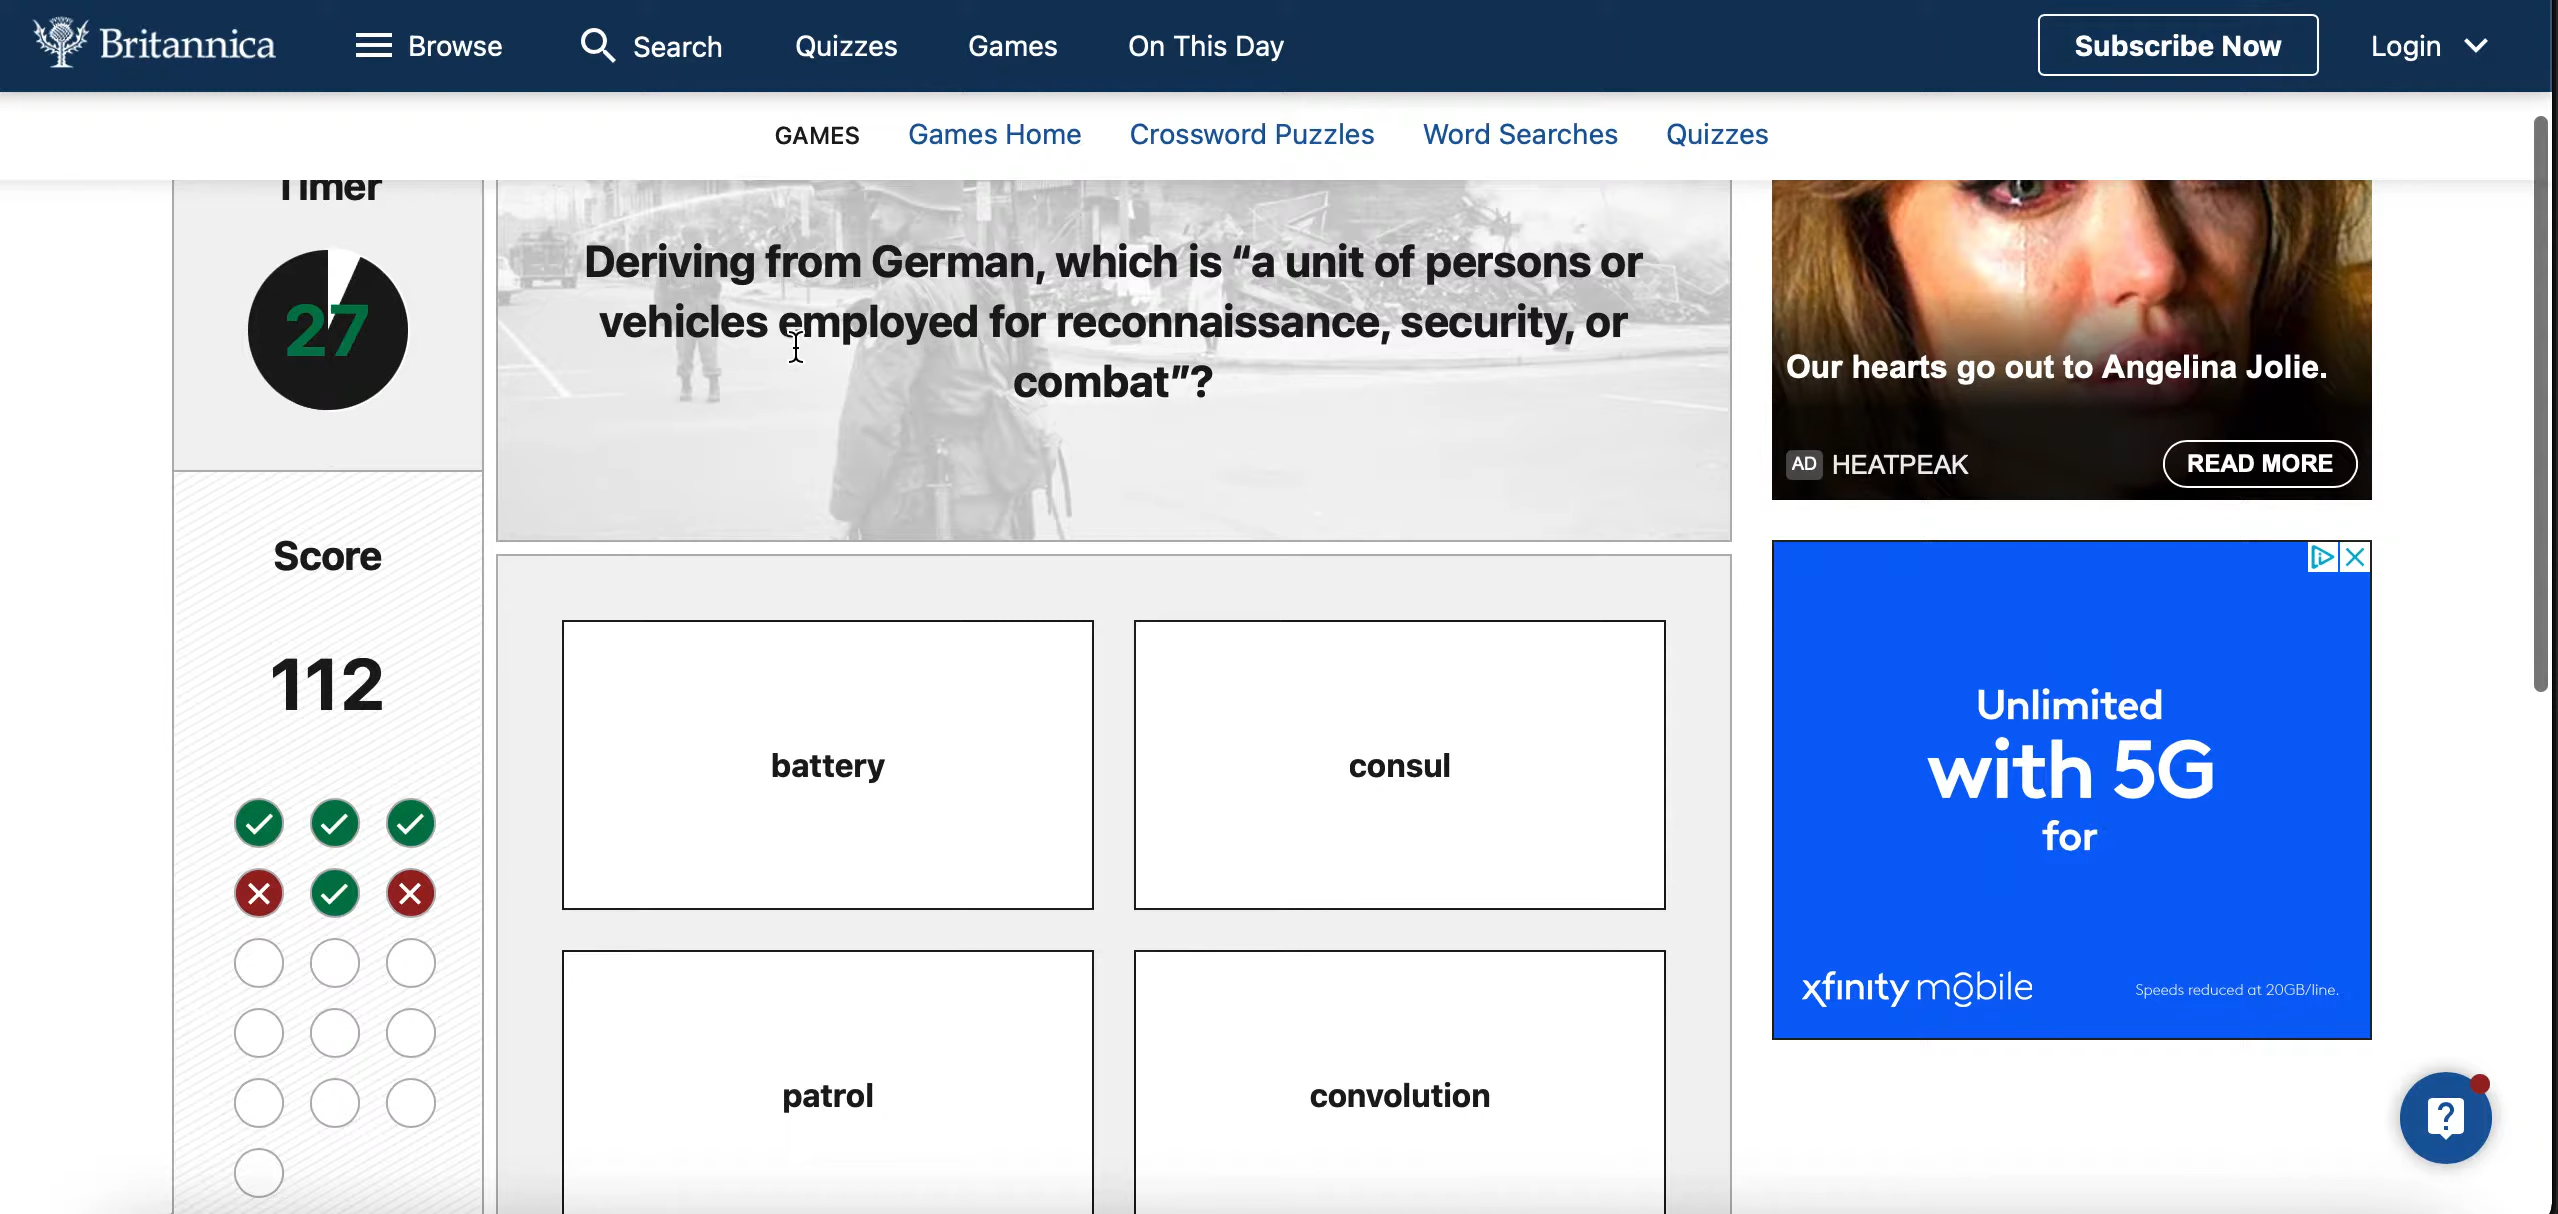 Britannica
Browse
Search
Quizzes
Games
On This Day
Subscribe Now
Login
GAMES
Games Home
Crossword Puzzles
Word Searches
Quizzes
Timer
27
Deriving from German, which is “a unit of persons or
vehicles employed for reconnaissance, security, or
combat”?
Score
112
battery
consul
patrol
convolution
Our hearts go out to Angelina Jolie.
AD HEATPEAK
READ MORE
Unlimited
with 5G
for
xfinity mobile
Speeds reduced at 20GB/line.